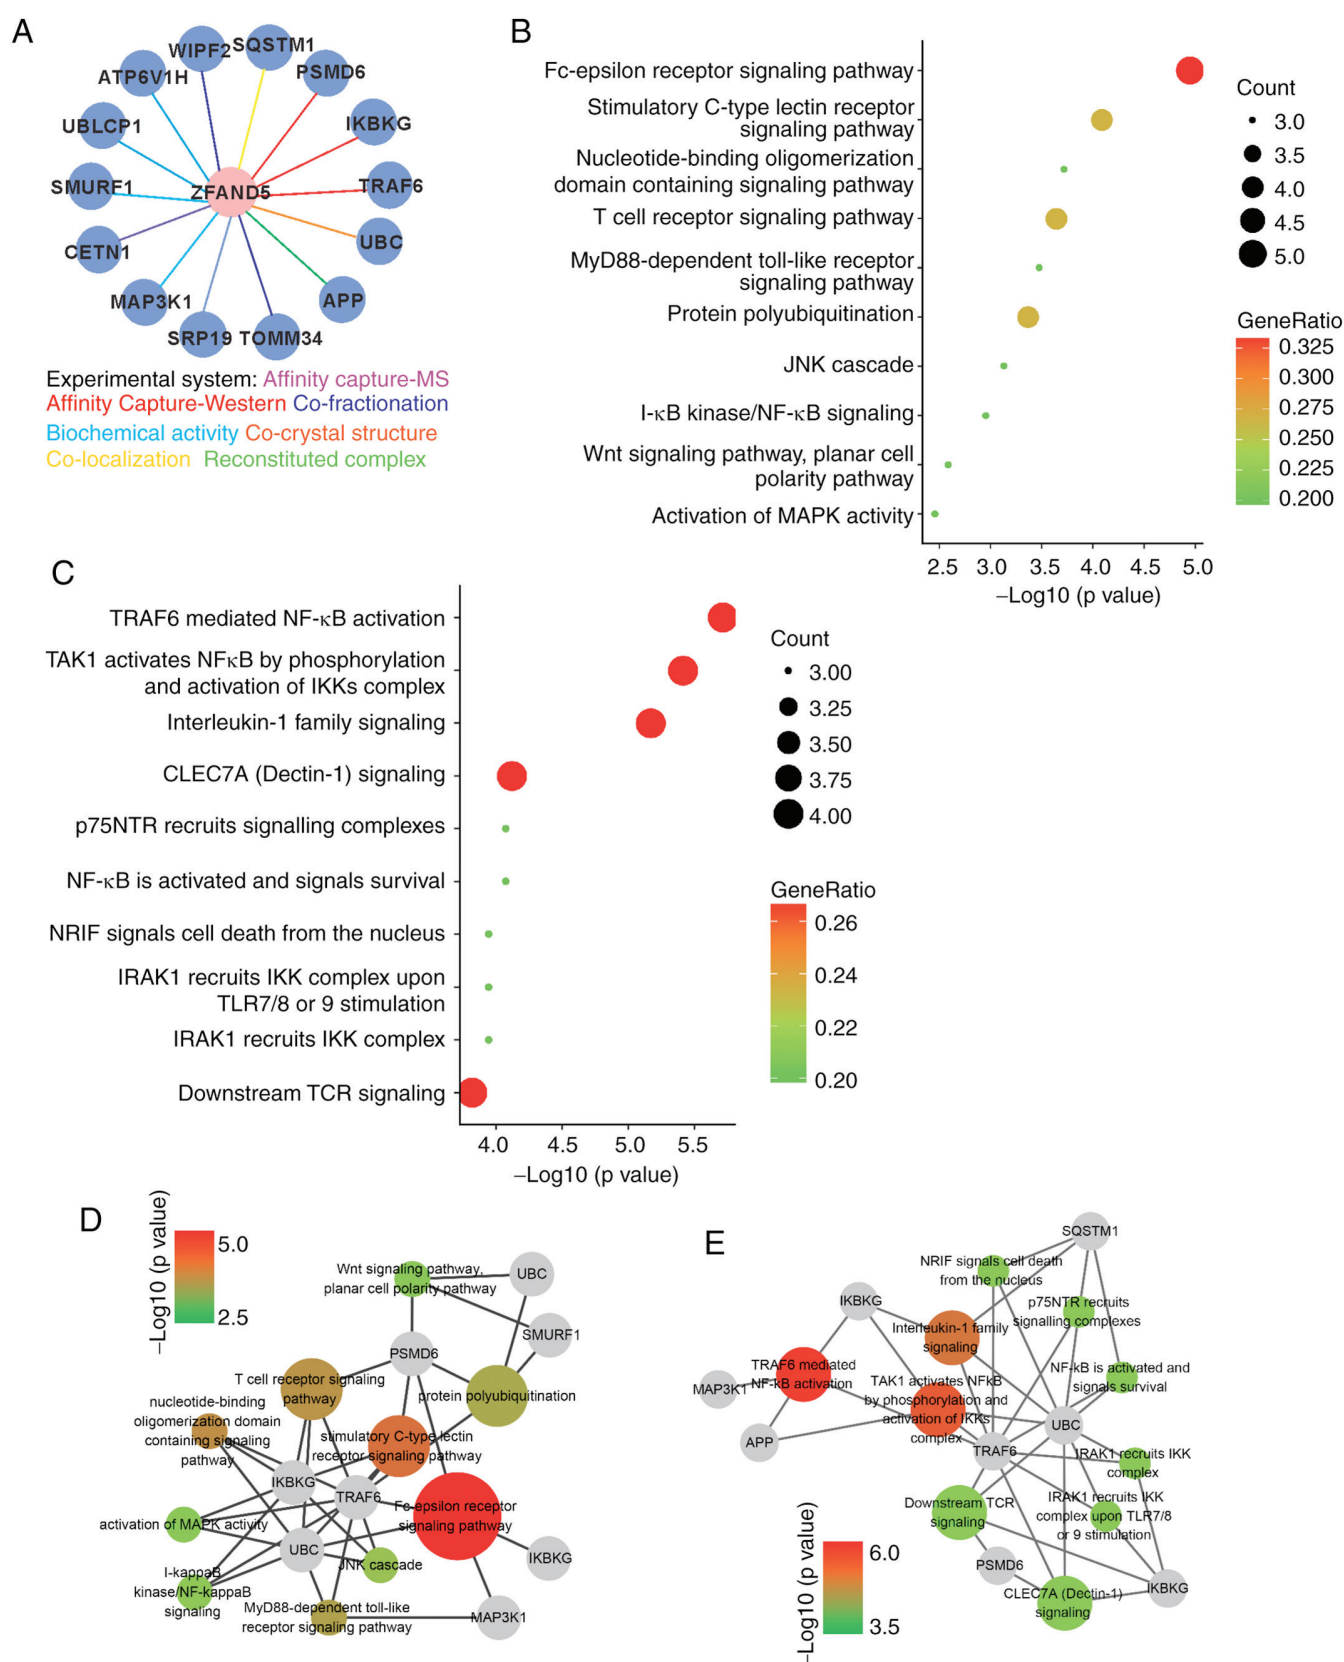 A
WIPF2
SQSTM1
ATP6V1H
PSMD6
UBLCP1
IKBKG
SMURF1
ZFAND5
TRAF6
CETN1
UBC
MAP3K1
APP
SRP19
TOMM34
Experimental system: Affinity capture-MS
Affinity Capture-Western Co-fractionation
Biochemical activity Co-crystal structure
Co-localization Reconstituted complex
B
Fc-epsilon receptor signaling pathway
Stimulatory C-type lectin receptor
signaling pathway
Nucleotide-binding oligomerization
domain containing signaling pathway
T cell receptor signaling pathway
MyD88-dependent toll-like receptor
signaling pathway
Protein polyubiquitination
JNK cascade
I-κB kinase/NF-κB signaling
Wnt signaling pathway, planar cell
polarity pathway
Activation of MAPK activity
2.5 3.0 3.5 4.0 4.5 5.0
–Log10 (p value)
Count
3.0
3.5
4.0
4.5
5.0
GeneRatio
0.325
0.300
0.275
0.250
0.225
0.200
C
TRAF6 mediated NF-κB activation
TAK1 activates NFκB by phosphorylation
and activation of IKKs complex
Interleukin-1 family signaling
CLEC7A (Dectin-1) signaling
p75NTR recruits signalling complexes
NF-κB is activated and signals survival
NRIF signals cell death from the nucleus
IRAK1 recruits IKK complex upon
TLR7/8 or 9 stimulation
IRAK1 recruits IKK complex
Downstream TCR signaling
4.0 4.5 5.0 5.5
–Log10 (p value)
Count
3.00
3.25
3.50
3.75
4.00
GeneRatio
0.26
0.24
0.22
0.20
D
–Log10 (p value)
5.0
2.5
Wnt signaling pathway,
planar cell polarity pathway
UBC
SMURF1
PSMD6
T cell receptor signaling
pathway
protein polyubiquitination
nucleotide-binding
oligomerization domain
containing signaling
pathway
stimulatory C-type lectin
receptor signaling pathway
IKBKG
TRAF6
Fc-epsilon receptor
signaling pathway
activation of MAPK activity
UBC
JNK cascade
IKBKG
I-kappaB
kinase/NF-kappaB
signaling
MyD88-dependent toll-like
receptor signaling pathway
MAP3K1
E
SQSTM1
NRIF signals cell death
from the nucleus
IKBKG
p75NTR recruits
signalling complexes
Interleukin-1 family
signaling
TRAF6 mediated
NF-kB activation
MAP3K1
TAK1 activates NFkB
by phosphorylation and
activation of IKKs
complex
NF-kB is activated and
signals survival
UBC
APP
TRAF6
IRAK1 recruits IKK
complex
Downstream TCR
signaling
IRAK1 recruits IKK
complex upon TLR7/8
or 9 stimulation
PSMD6
CLEC7A (Dectin-1)
signaling
IKBKG
–Log10 (p value)
6.0
3.5